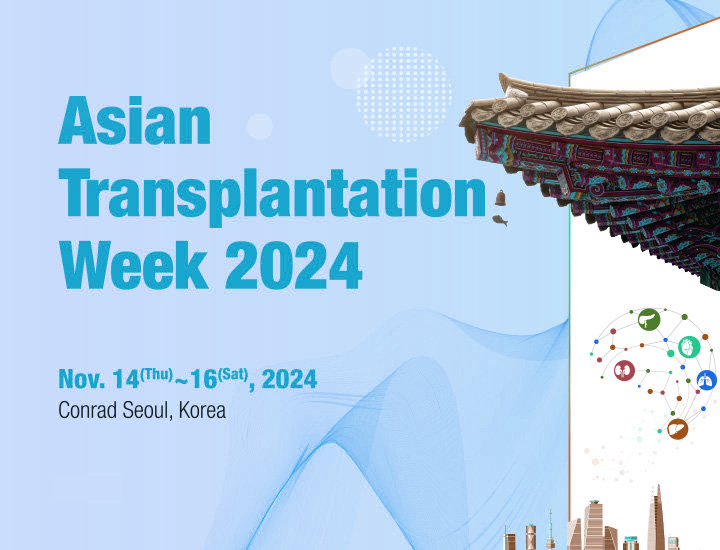 Asian
Transplantation
Week 2024
Nov. 14(Thu)~16(Sat), 2024
Conrad Seoul, Korea